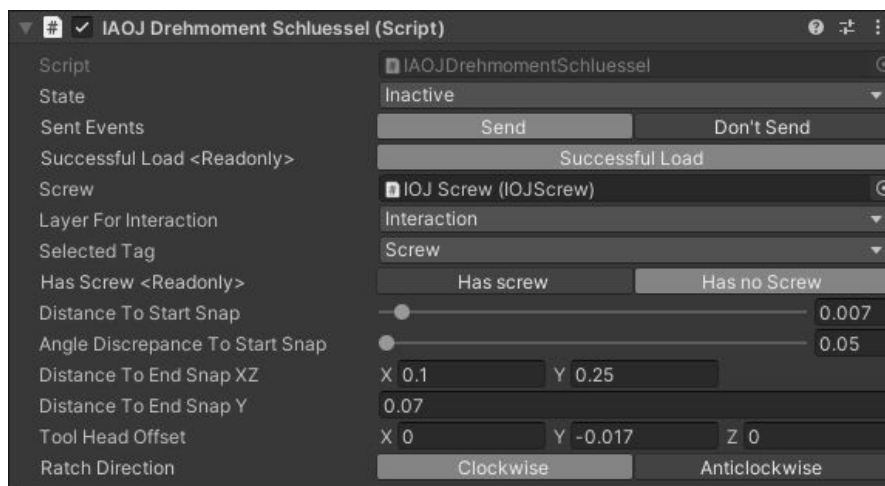 # IAOJ Drehmoment Schluessel (Script)
Script # IAOJDrehmomentSchluessel
State Inactive
Sent Events Send Don't Send
Successful Load <Readonly> Successful Load
Screw # IOJ Screw (IOJScrew)
Layer For Interaction Interaction
Selected Tag Screw
Has Screw <Readonly> Has screw Has no Screw
Distance To Start Snap 0.007
Angle Discrepance To Start Snap 0.05
Distance To End Snap XZ X 0.1 Y 0.25
Distance To End Snap Y 0.07
Tool Head Offset X 0 Y -0.017 Z 0
Ratch Direction Clockwise Anticlockwise